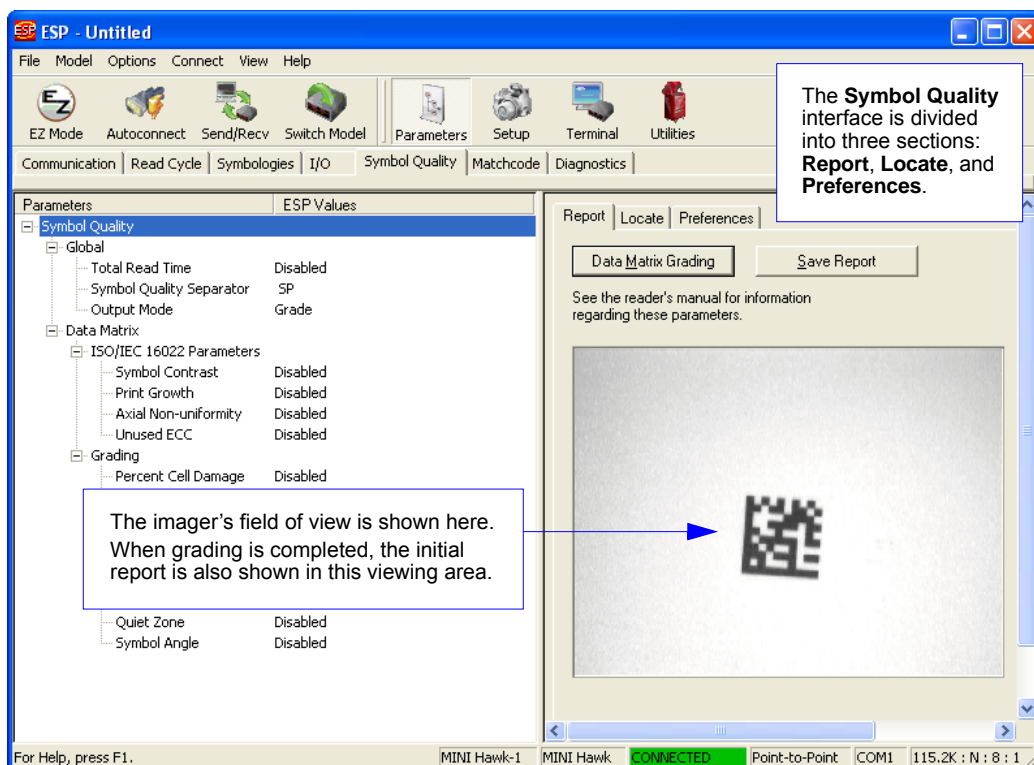 ESP - Untitled
File Model Options Connect View Help
EZ Mode Autoconnect Send/Recv Switch Model Parameters Setup Terminal Utilities
Communication Read Cycle Symbologies I/O Symbol Quality Matchcode Diagnostics
The Symbol Quality
interface is divided
into three sections:
Report, Locate, and
Preferences.
Parameters ESP Values
Symbol Quality
Global
Total Read Time Disabled
Symbol Quality Separator SP
Output Mode Grade
Data Matrix
ISO/IEC 16022 Parameters
Symbol Contrast Disabled
Print Growth Disabled
Axial Non-uniformity Disabled
Unused ECC Disabled
Grading
Percent Cell Damage Disabled
The imager's field of view is shown here.
When grading is completed, the initial
report is also shown in this viewing area.
Quiet Zone Disabled
Symbol Angle Disabled
Report Locate Preferences
Data Matrix Grading Save Report
See the reader's manual for information
regarding these parameters.
For Help, press F1. MINI Hawk-1 MINI Hawk CONNECTED Point-to-Point COM1 115.2K : N : 8 : 1